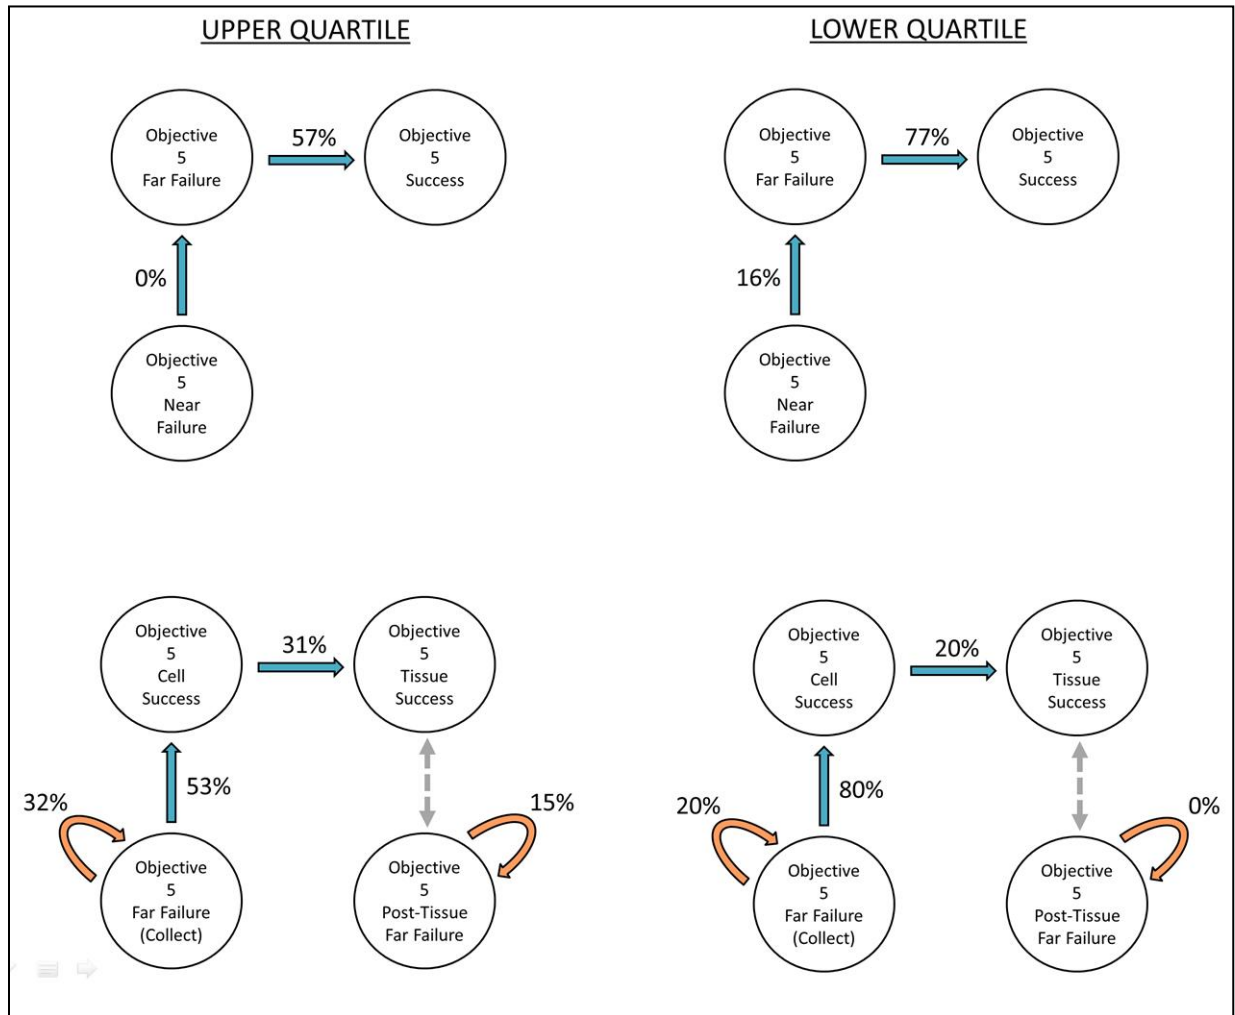 UPPER QUARTILE
LOWER QUARTILE
Objective
5
Far Failure
57%
Objective
5
Success
0%
Objective
5
Near
Failure
Objective
5
Far Failure
77%
Objective
5
Success
16%
Objective
5
Near
Failure
Objective
5
Cell
Success
31%
Objective
5
Tissue
Success
53%
32%
15%
Objective
5
Far Failure
(Collect)
Objective
5
Post-Tissue
Far Failure
Objective
5
Cell
Success
20%
Objective
5
Tissue
Success
80%
20%
0%
Objective
5
Far Failure
(Collect)
Objective
5
Post-Tissue
Far Failure